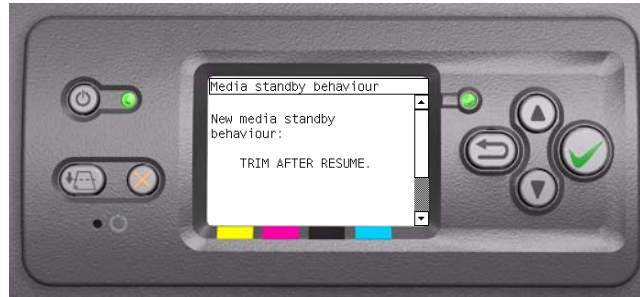 Media standby behaviour
New media standby
behaviour:
TRIM AFTER RESUME.